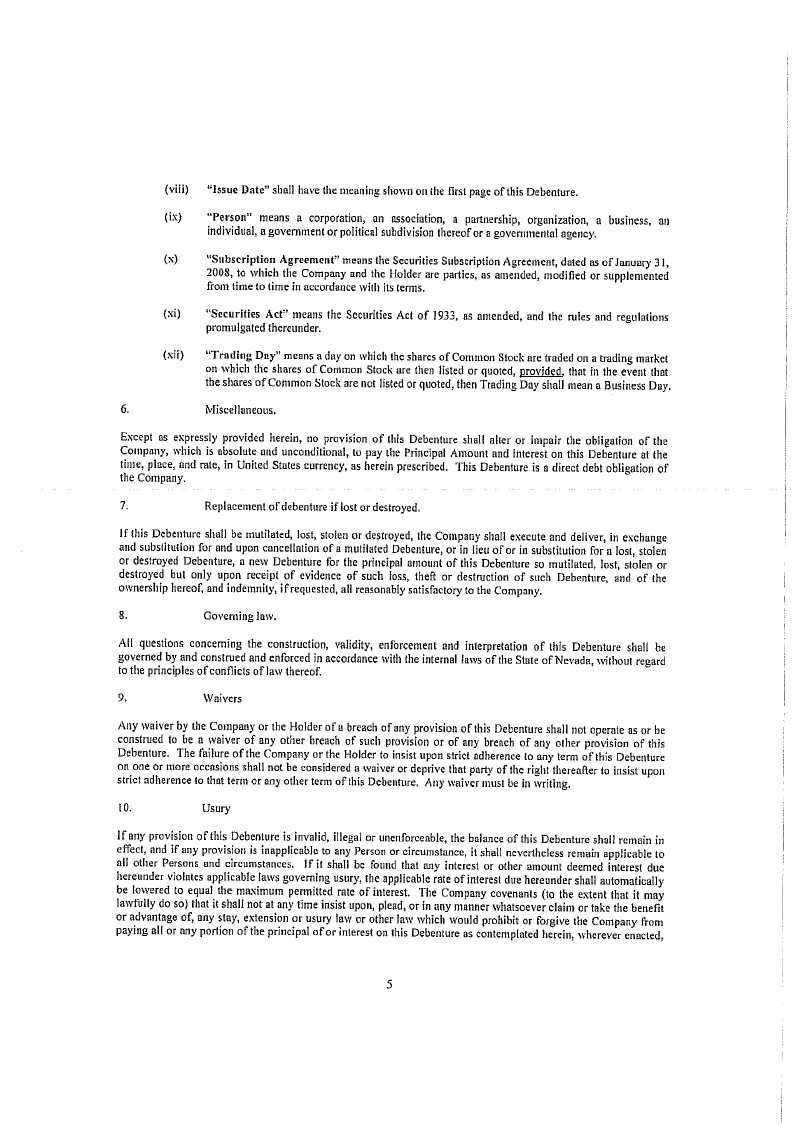 (viii) "Issue Date" shall have the meaning shown on the first page of this Debenture.
(ix) "Person" means a corporation, an association, a partnership, organization, a business, an
individual, a government or political subdivision thereof or a governmental agency.
(x) "Subscription Agreement" means the Securities Subscription Agreement, dated as of January 31,
2008, to which the Company and the Holder are parties, as amended, modified or supplemented
from time to time in accordance with its terms.
(xi) "Securities Act" means the Securities Act of 1933, as amended, and the rules and regulations
promulgated thereunder.
(xii) "Trading Day" means a day on which the shares of Common Stock are traded on a trading market
on which the shares of Common Stock are then listed or quoted, provided, that in the event that
the shares of Common Stock are not listed or quoted, then Trading Day shall mean a Business Day.
6. Miscellaneous.
Except as expressly provided herein, no provision of this Debenture shall alter or impair the obligation of the
Company, which is absolute and unconditional, to pay the Principal Amount and interest on this Debenture at the
time, place, and rate, in United States currency, as herein prescribed. This Debenture is a direct debt obligation of
the Company.
7. Replacement of debenture if lost or destroyed.
If this Debenture shall be mutilated, lost, stolen or destroyed, the Company shall execute and deliver, in exchange
and substitution for and upon cancellation of a mutilated Debenture, or in lieu of or in substitution for a lost, stolen
or destroyed Debenture, a new Debenture for the principal amount of this Debenture so mutilated, lost, stolen or
destroyed but only upon receipt of evidence of such loss, theft or destruction of such Debenture, and of the
ownership hereof, and indemnity, if requested, all reasonably satisfactory to the Company.
8. Governing law.
All questions concerning the construction, validity, enforcement and interpretation of this Debenture shall be
governed by and construed and enforced in accordance with the internal laws of the State of Nevada, without regard
to the principles of conflicts of law thereof.
9. Waivers
Any waiver by the Company or the Holder of a breach of any provision of this Debenture shall not operate as or be
construed to be a waiver of any other breach of such provision or of any breach of any other provision of this
Debenture. The failure of the Company or the Holder to insist upon strict adherence to any term of this Debenture
on one or more occasions shall not be considered a waiver or deprive that party of the right thereafter to insist upon
strict adherence to that term or any other term of this Debenture. Any waiver must be in writing.
10. Usury
If any provision of this Debenture is invalid, illegal or unenforceable, the balance of this Debenture shall remain in
effect, and if any provision is inapplicable to any Person or circumstance, it shall nevertheless remain applicable to
all other Persons and circumstances. If it shall be found that any interest or other amount deemed interest due
hereunder violates applicable laws governing usury, the applicable rate of interest due hereunder shall automatically
be lowered to equal the maximum permitted rate of interest. The Company covenants (to the extent that it may
lawfully do so) that it shall not at any time insist upon, plead, or in any manner whatsoever claim or take the benefit
or advantage of, any stay, extension or usury law or other law which would prohibit or forgive the Company from
paying all or any portion of the principal of or interest on this Debenture as contemplated herein, wherever enacted,
5